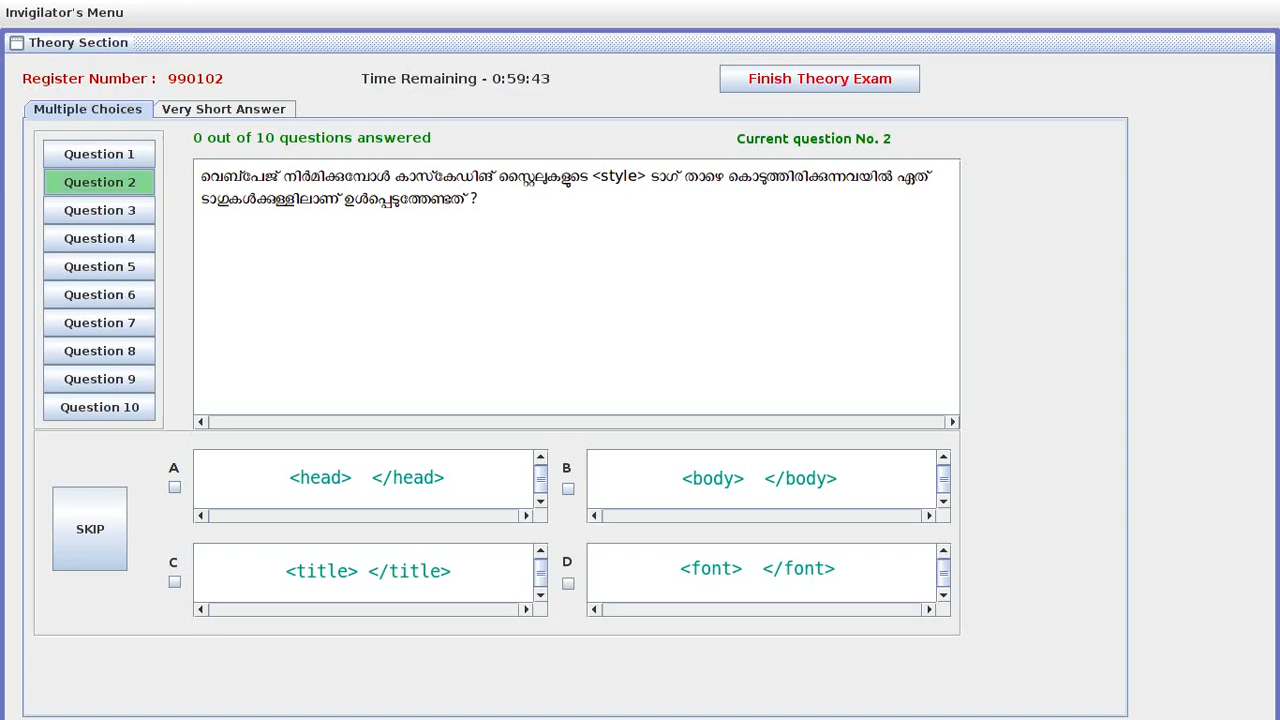 Invigilator's Menu
Theory Section
Register Number : 990102
Time Remaining - 0:59:43
Finish Theory Exam
Multiple Choices
Very Short Answer
0 out of 10 questions answered
Current question No. 2
Question 1
Question 2
Question 3
Question 4
Question 5
Question 6
Question 7
Question 8
Question 9
Question 10
വെബ്പേജ് നിർമിക്കുമ്പോൾ കാസ്കേഡിങ് സ്റ്റൈലുകളുടെ <style> ടാഗ് താഴെ കൊടുത്തിരിക്കുന്നവയിൽ ഏത്
ടാഗുകൾക്കുള്ളിലാണ് ഉൾപ്പെടുത്തേണ്ടത് ?
SKIP
A
<head> </head>
B
<body> </body>
C
<title> </title>
D
<font> </font>